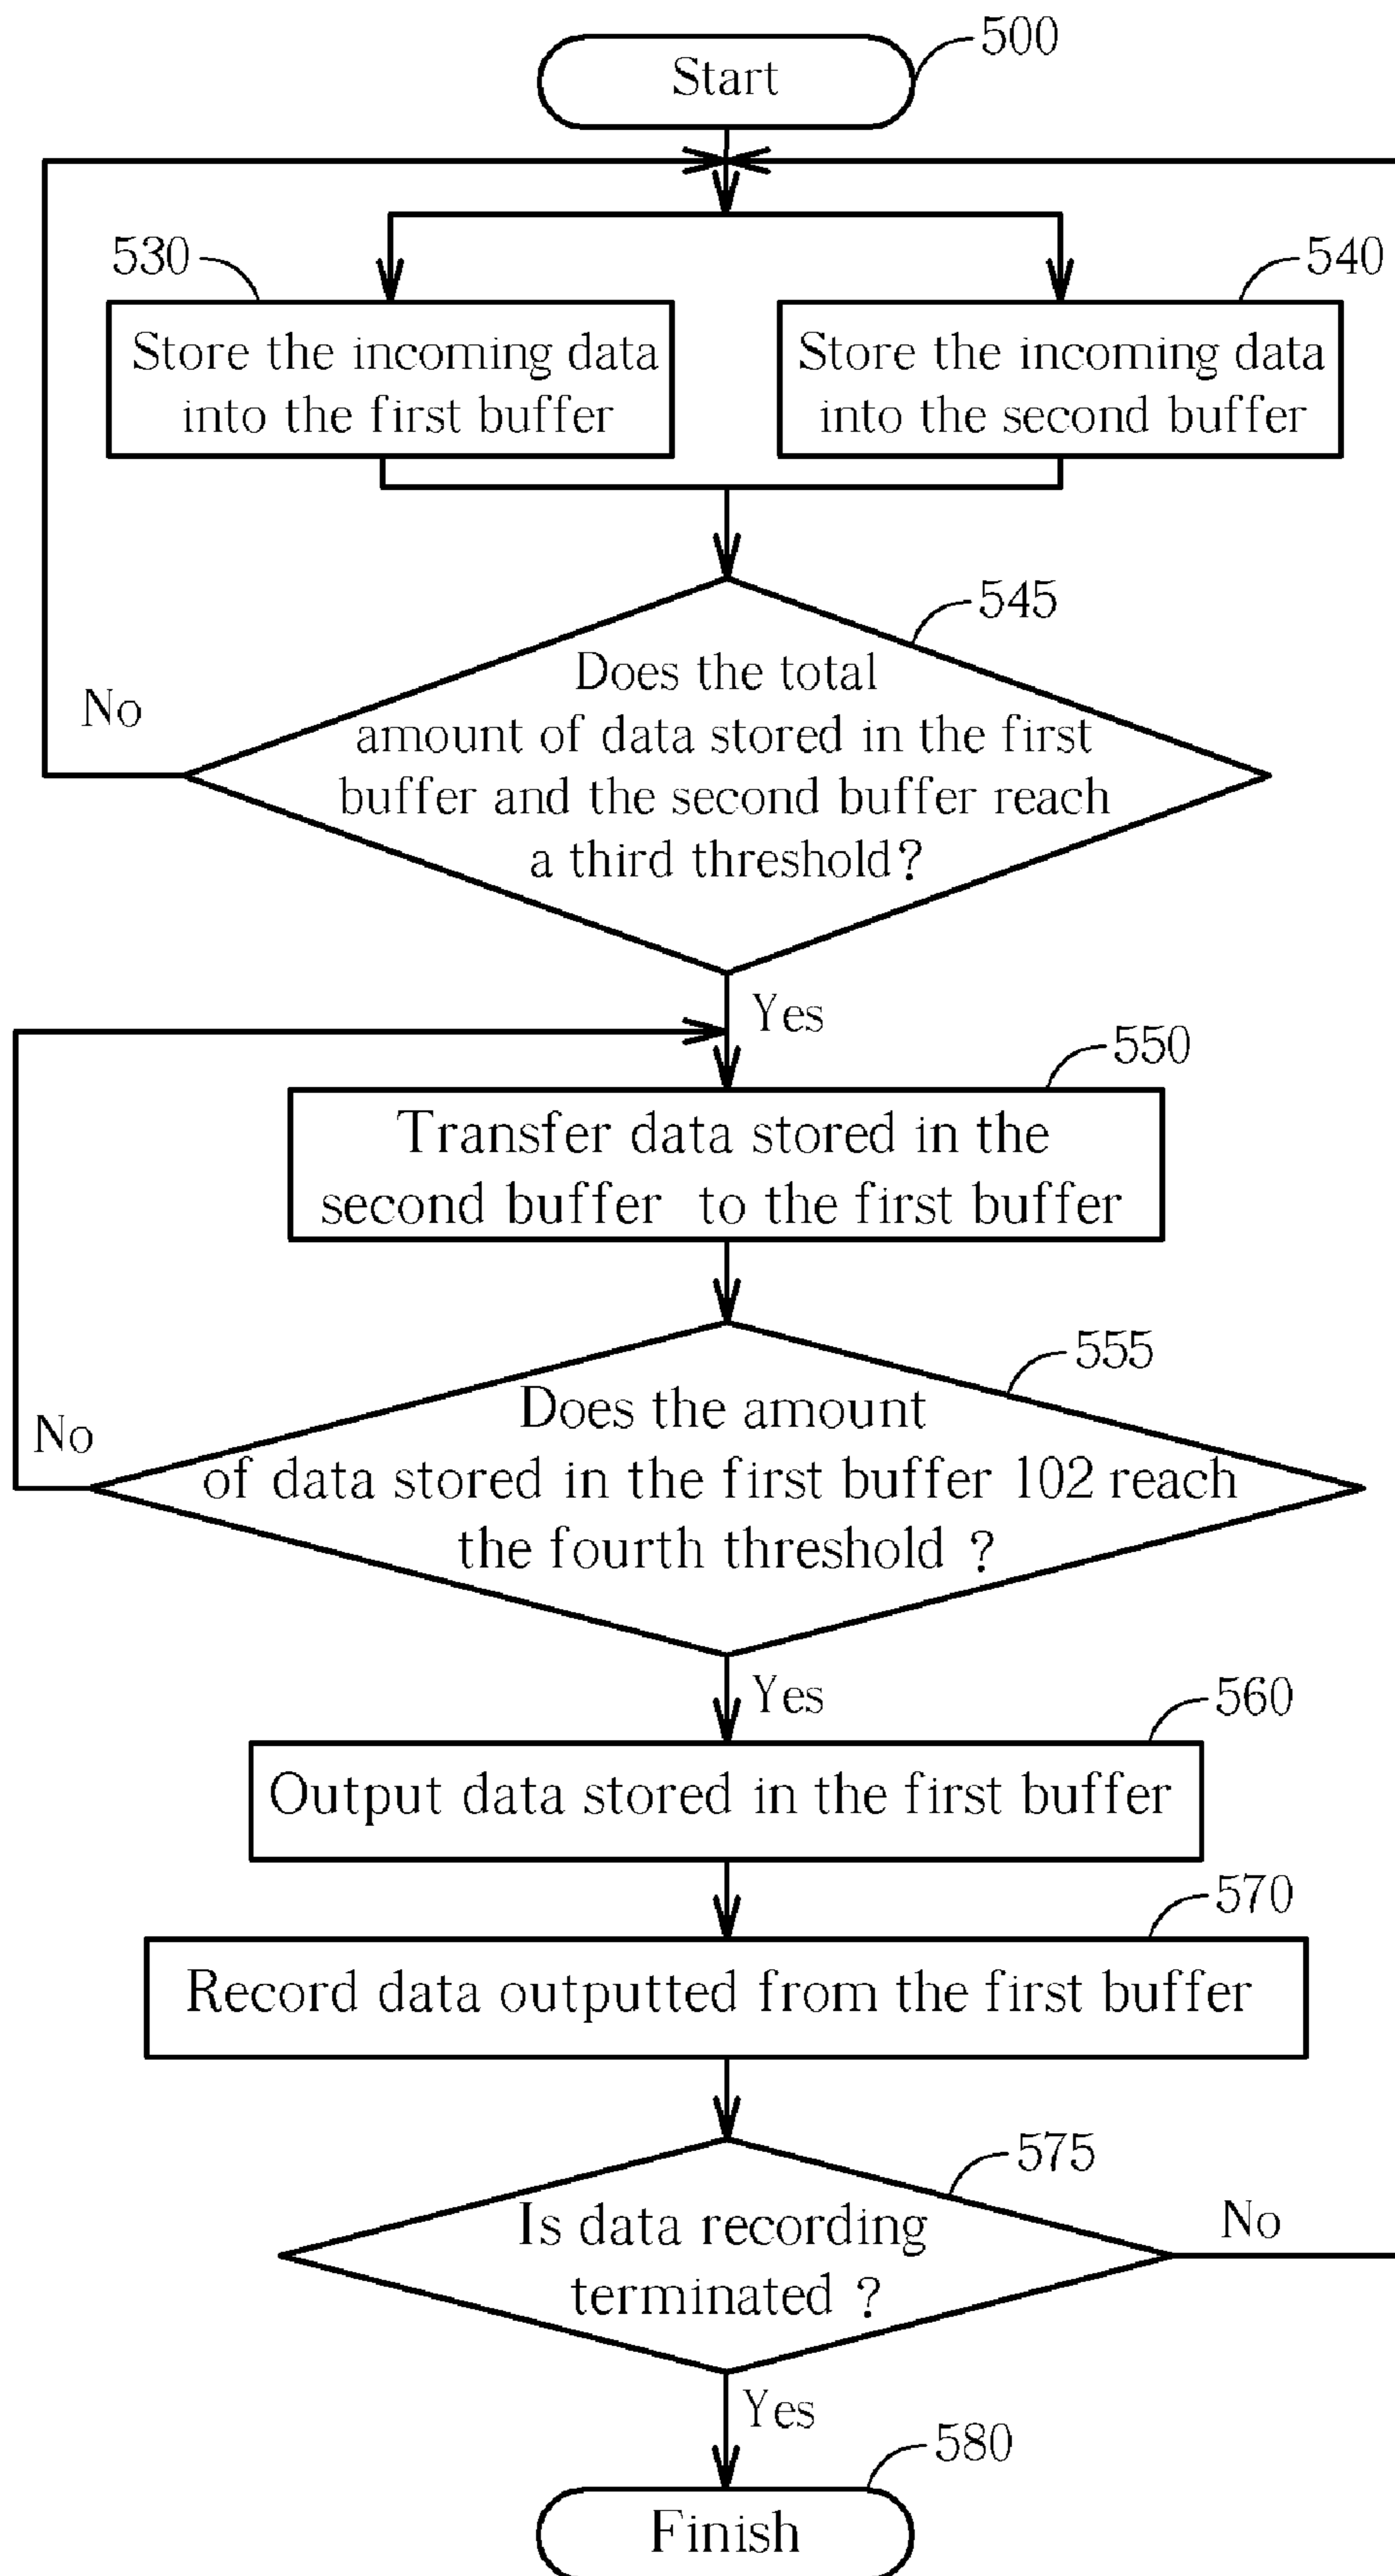 500
Start
530
540
Store the incoming data
into the first buffer
Store the incoming data
into the second buffer
545
Does the total
amount of data stored in the first
buffer and the second buffer reach
a third threshold?
No
Yes
550
Transfer data stored in the
second buffer to the first buffer
555
Does the amount
of data stored in the first buffer 102 reach
the fourth threshold ?
No
Yes
560
Output data stored in the first buffer
570
Record data outputted from the first buffer
575
Is data recording
terminated ?
No
Yes
580
Finish